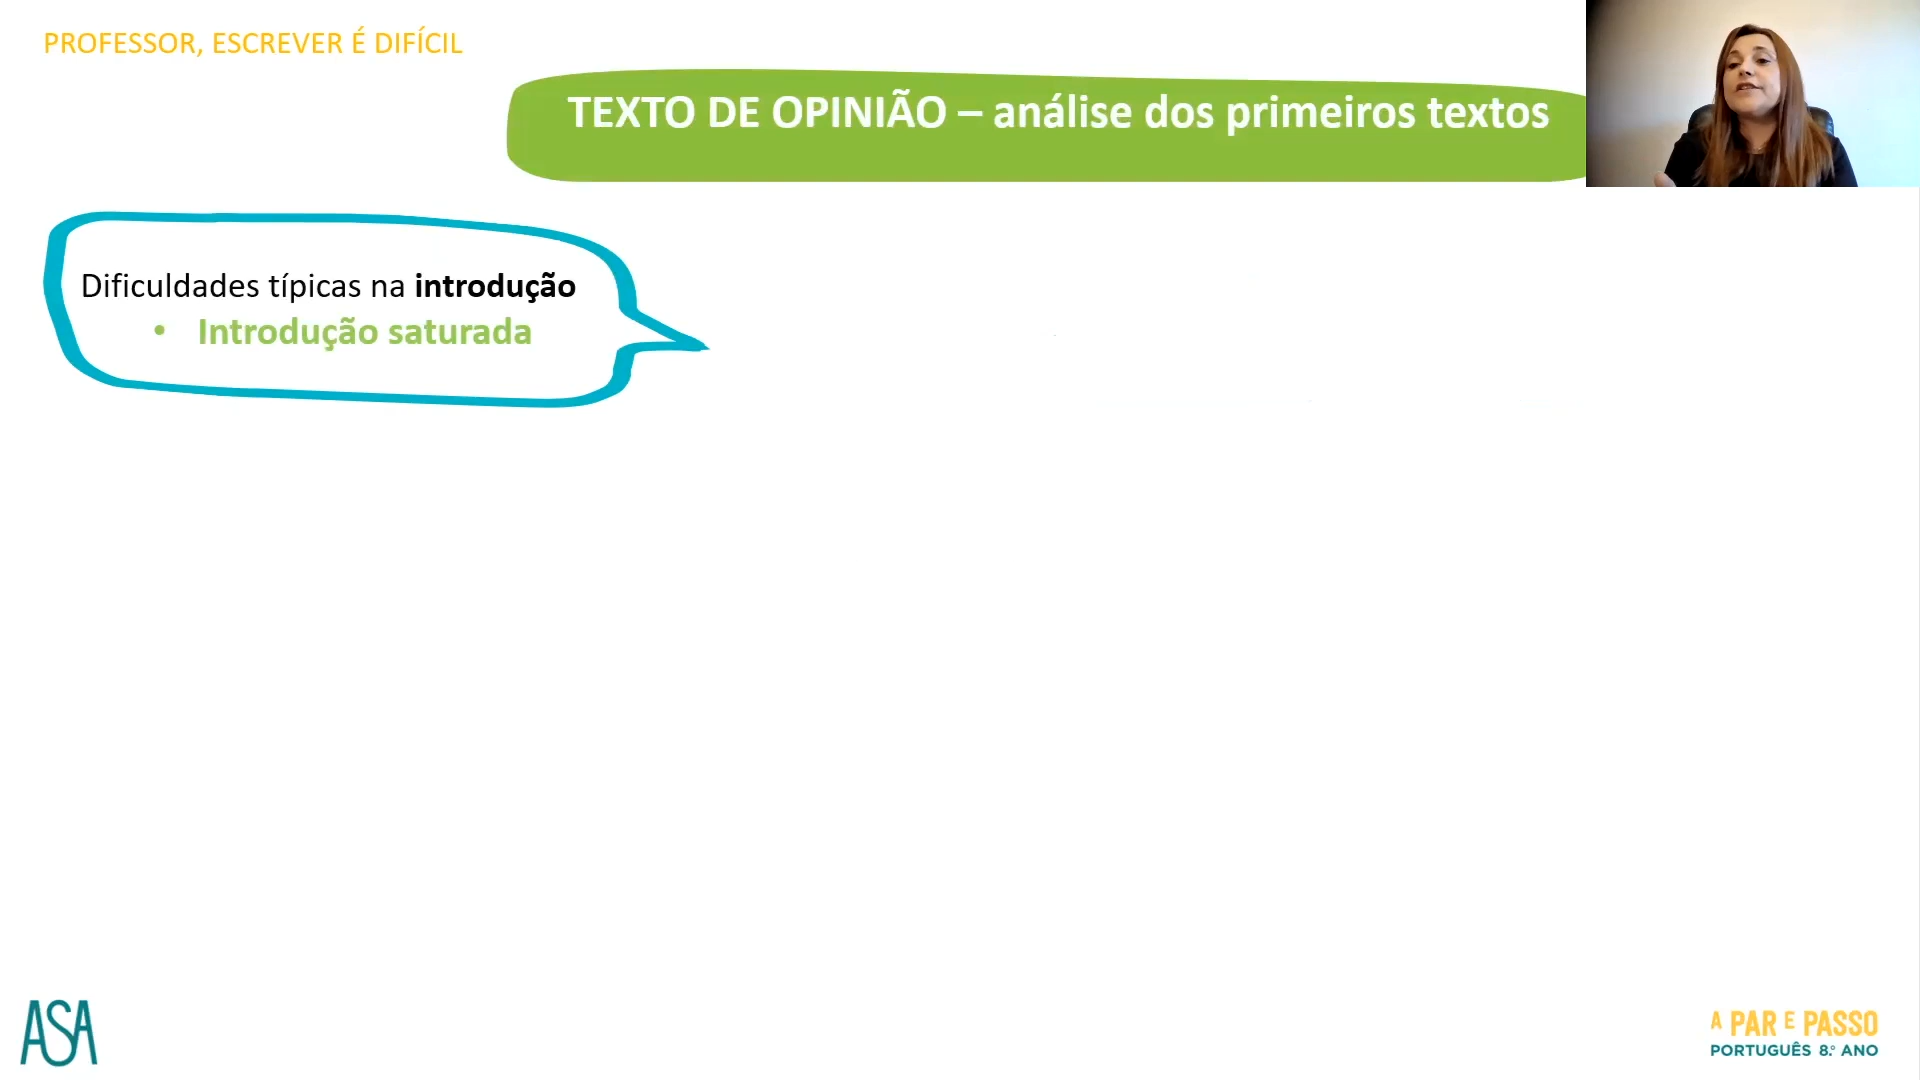 PROFESSOR, ESCREVER É DIFÍCIL
TEXTO DE OPINIÃO – análise dos primeiros textos
Dificuldades típicas na introdução
• Introdução saturada
ASA
A PAR E PASSO
PORTUGUÊS 8.º ANO